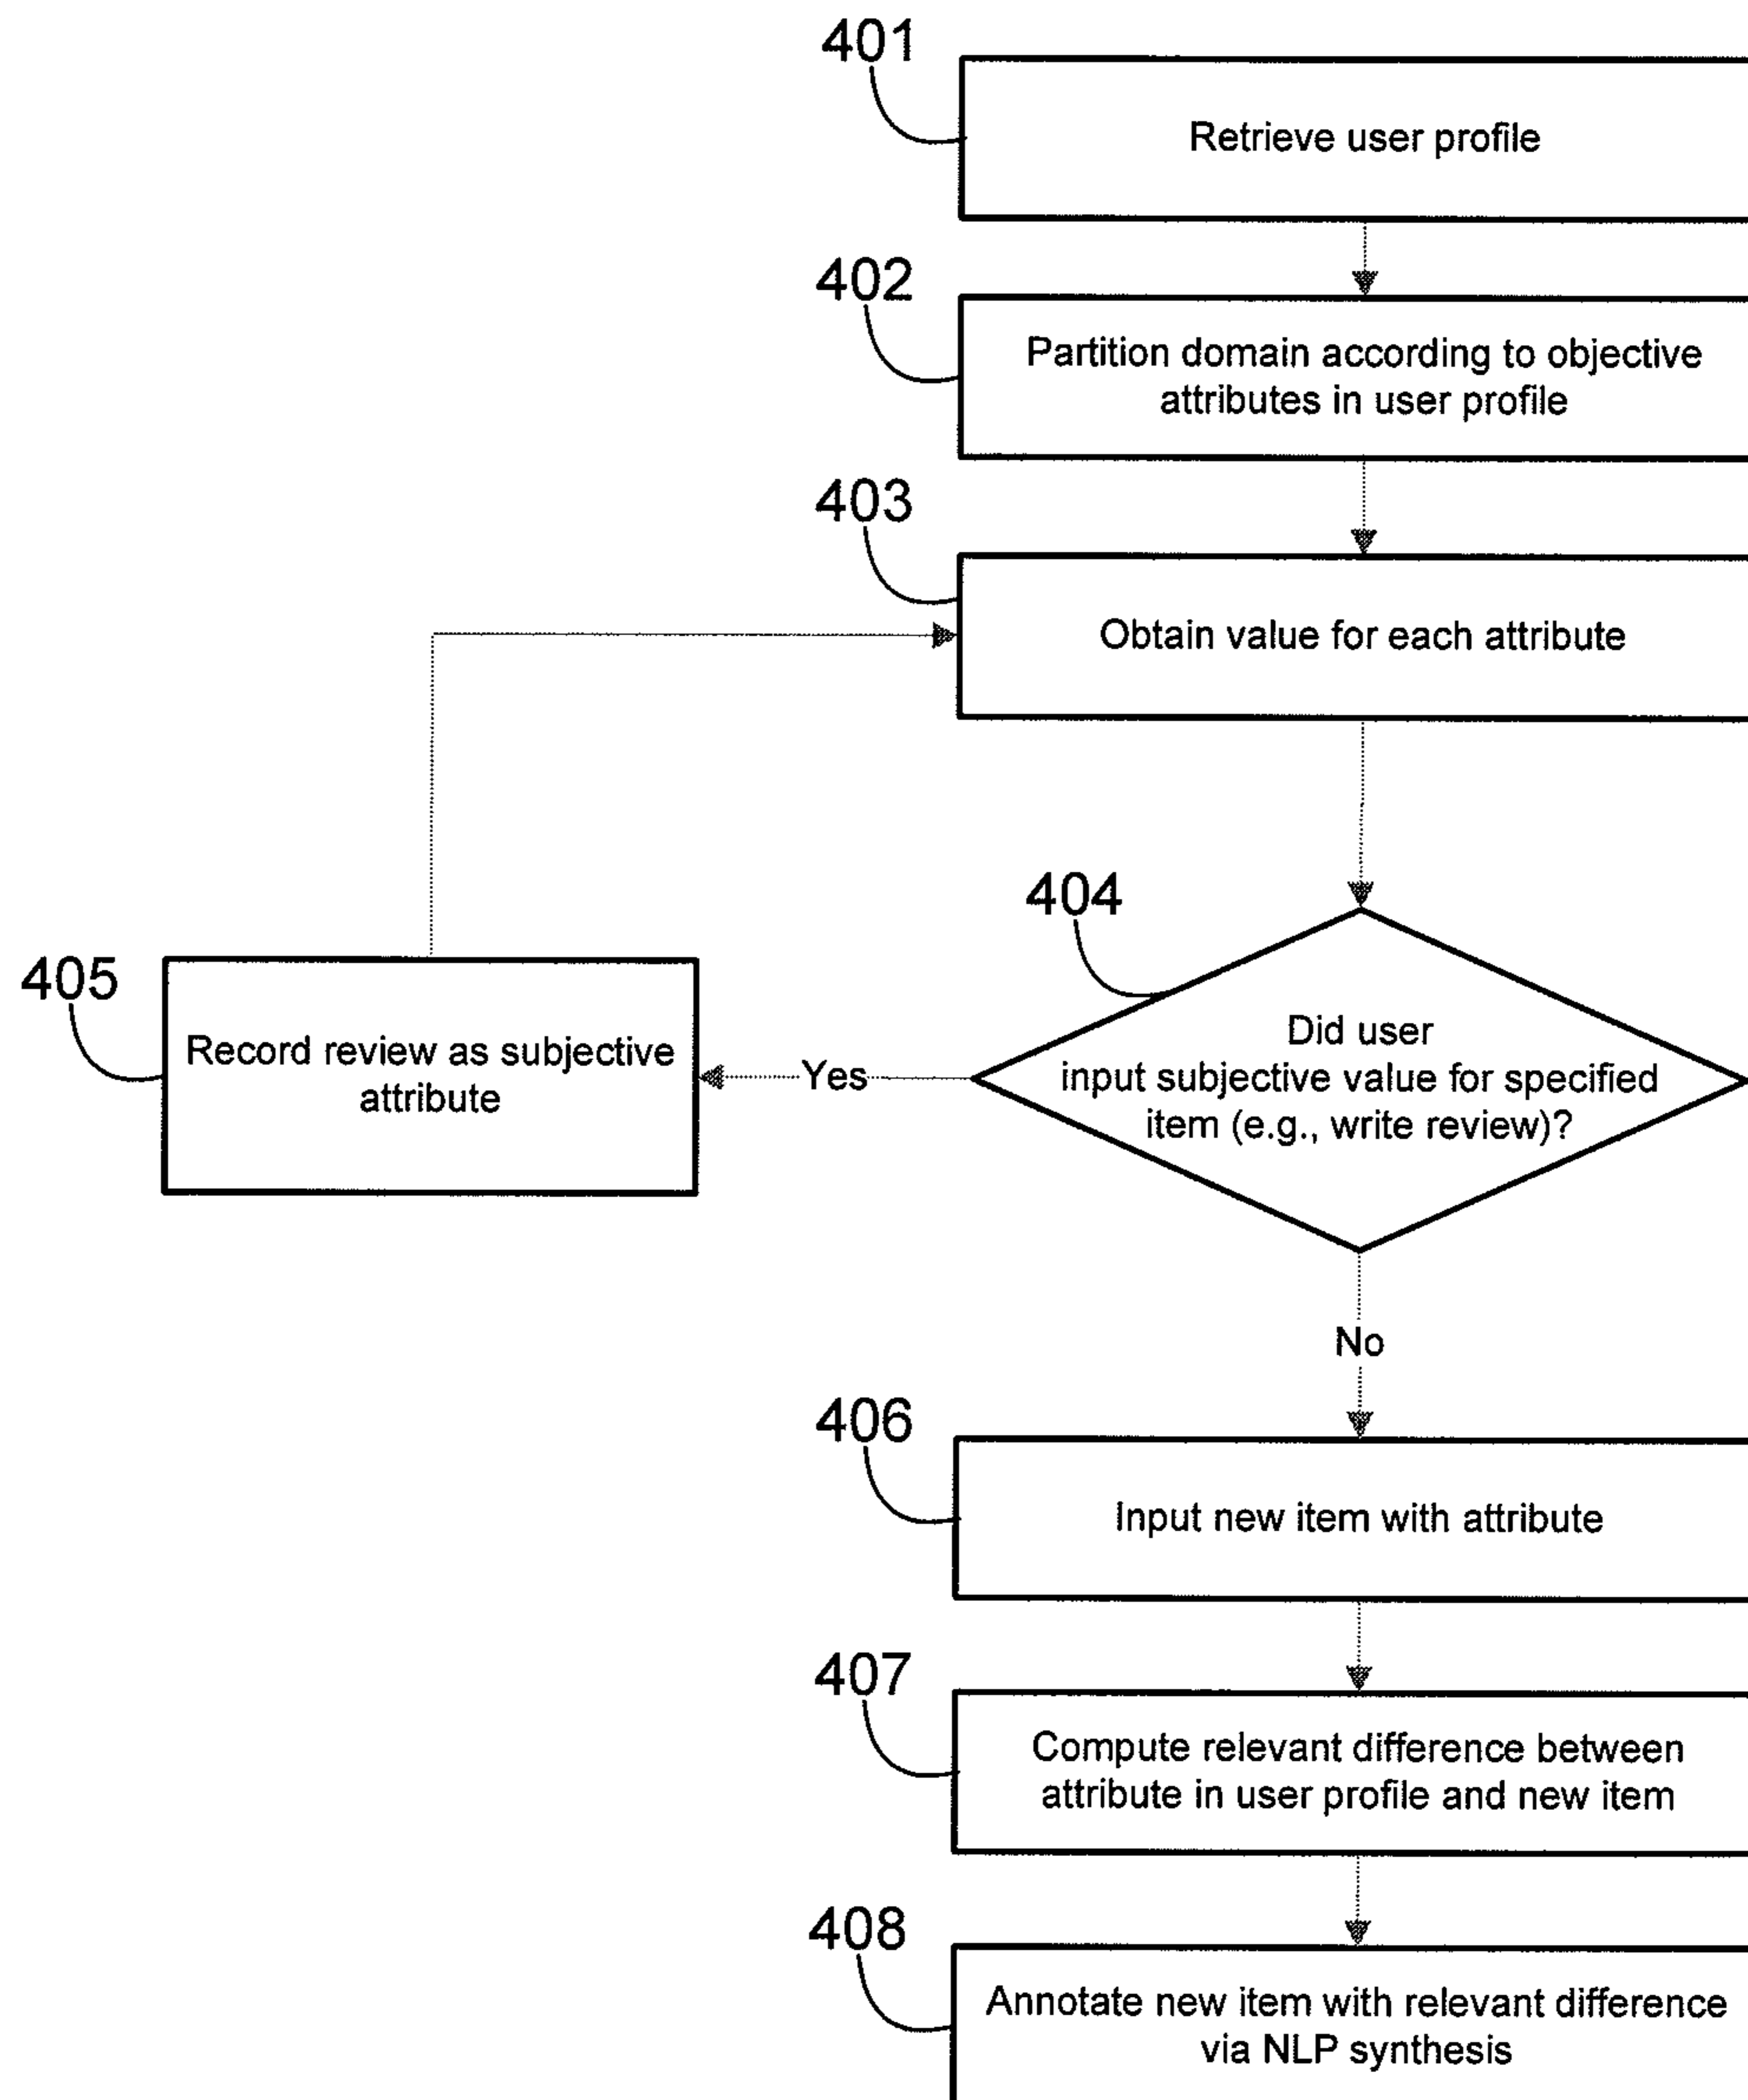 401
Retrieve user profile
402
Partition domain according to objective
attributes in user profile
403
Obtain value for each attribute
404
Did user
input subjective value for specified
item (e.g., write review)?
Yes
405
Record review as subjective
attribute
No
406
Input new item with attribute
407
Compute relevant difference between
attribute in user profile and new item
408
Annotate new item with relevant difference
via NLP synthesis